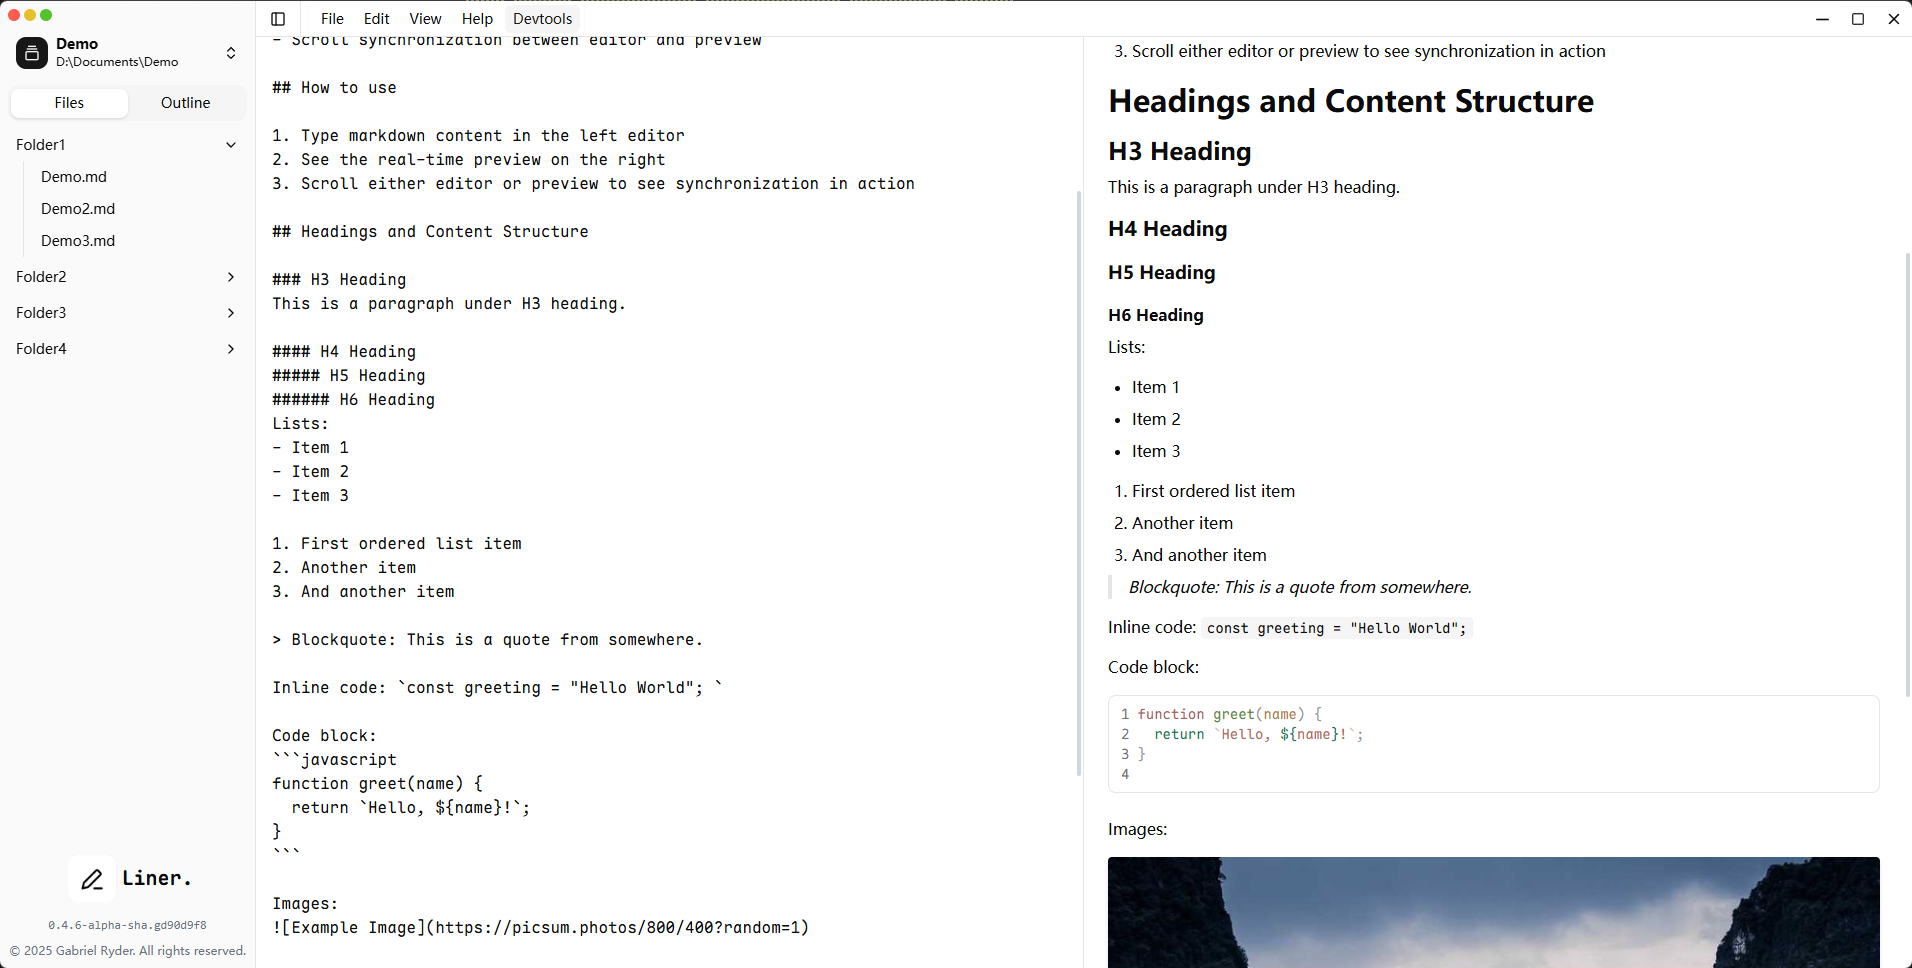 File Edit View Help Devtools
Demo
D:\Documents\Demo
Files Outline
Folder1
Demo.md
Demo2.md
Demo3.md
Folder2
Folder3
Folder4
Liner.
0.4.6-alpha-sha.gd90d9f8
© 2025 Gabriel Ryder. All rights reserved.
- Scroll synchronization between editor and preview
## How to use
1. Type markdown content in the left editor
2. See the real-time preview on the right
3. Scroll either editor or preview to see synchronization in action
## Headings and Content Structure
### H3 Heading
This is a paragraph under H3 heading.
#### H4 Heading
##### H5 Heading
###### H6 Heading
Lists:
- Item 1
- Item 2
- Item 3
1. First ordered list item
2. Another item
3. And another item
> Blockquote: This is a quote from somewhere.
Inline code: `const greeting = "Hello World"; `
Code block:
```javascript
function greet(name) {
  return `Hello, ${name}!`;
}
```
Images:
![Example Image](https://picsum.photos/800/400?random=1)
3. Scroll either editor or preview to see synchronization in action
Headings and Content Structure
H3 Heading
This is a paragraph under H3 heading.
H4 Heading
H5 Heading
H6 Heading
Lists:
• Item 1
• Item 2
• Item 3
1. First ordered list item
2. Another item
3. And another item
Blockquote: This is a quote from somewhere.
Inline code: const greeting = "Hello World";
Code block:
1 function greet(name) {
2   return `Hello, ${name}!`;
3 }
4
Images: